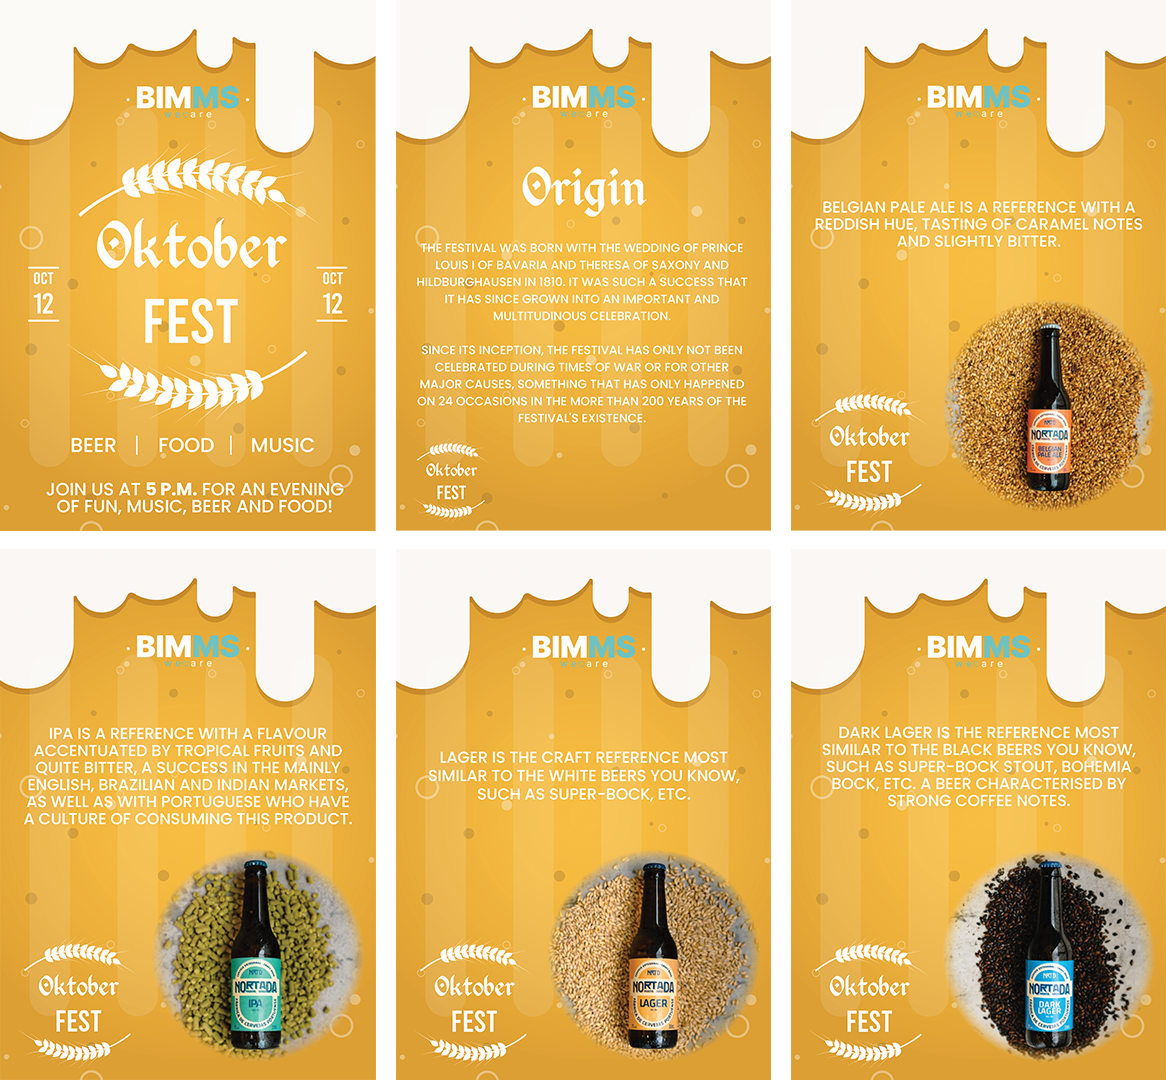 BIMMS
we are
Oktober
OCT
12
OCT
12
FEST
BEER | FOOD | MUSIC
JOIN US AT 5 P.M. FOR AN EVENING
OF FUN, MUSIC, BEER AND FOOD!
BIMMS
we are
Origin
THE FESTIVAL WAS BORN WITH THE WEDDING OF PRINCE
LOUIS I OF BAVARIA AND THERESA OF SAXONY AND
HILDBURGHAUSEN IN 1810. IT WAS SUCH A SUCCESS THAT
IT HAS SINCE GROWN INTO AN IMPORTANT AND
MULTITUDINOUS CELEBRATION.
SINCE ITS INCEPTION, THE FESTIVAL HAS ONLY NOT BEEN
CELEBRATED DURING TIMES OF WAR OR FOR OTHER
MAJOR CAUSES, SOMETHING THAT HAS ONLY HAPPENED
ON 24 OCCASIONS IN THE MORE THAN 200 YEARS OF THE
FESTIVAL'S EXISTENCE.
Oktober
FEST
BIMMS
we are
BELGIAN PALE ALE IS A REFERENCE WITH A
REDDISH HUE, TASTING OF CARAMEL NOTES
AND SLIGHTLY BITTER.
NORTADA
BELGIAN
PALE ALE
Oktober
FEST
BIMMS
we are
IPA IS A REFERENCE WITH A FLAVOUR
ACCENTUATED BY TROPICAL FRUITS AND
QUITE BITTER, A SUCCESS IN THE MAINLY
ENGLISH, BRAZILIAN AND INDIAN MARKETS,
AS WELL AS WITH PORTUGUESE WHO HAVE
A CULTURE OF CONSUMING THIS PRODUCT.
NORTADA
IPA
Oktober
FEST
BIMMS
we are
LAGER IS THE CRAFT REFERENCE MOST
SIMILAR TO THE WHITE BEERS YOU KNOW,
SUCH AS SUPER-BOCK, ETC.
NORTADA
LAGER
Oktober
FEST
BIMMS
we are
DARK LAGER IS THE REFERENCE MOST
SIMILAR TO THE BLACK BEERS YOU KNOW,
SUCH AS SUPER-BOCK STOUT, BOHEMIA
BOCK, ETC. A BEER CHARACTERISED BY
STRONG COFFEE NOTES.
NORTADA
DARK
LAGER
Oktober
FEST